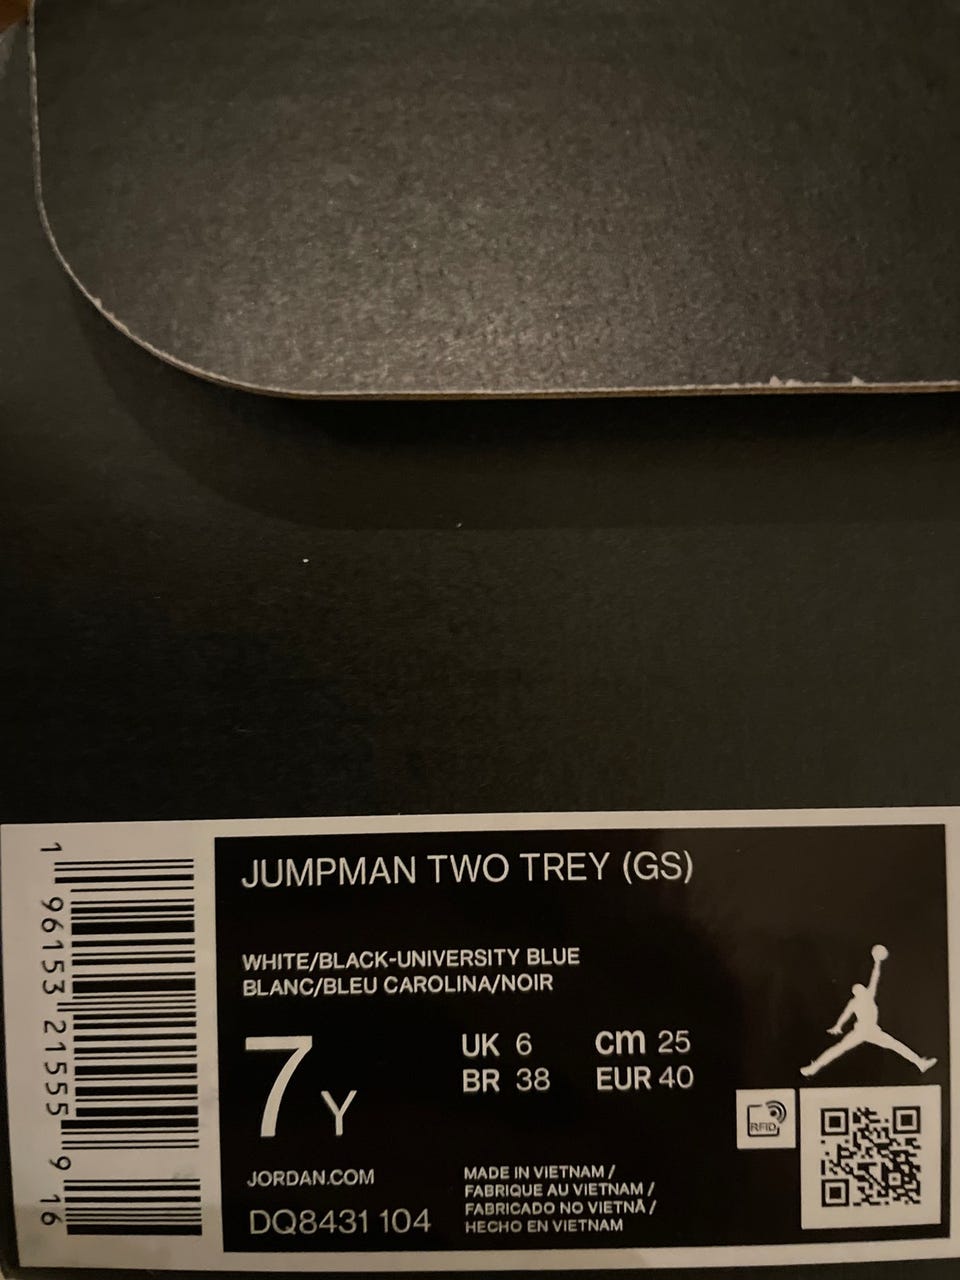 JUMPMAN TWO TREY (GS)
WHITE/BLACK-UNIVERSITY BLUE
BLANC/BLEU CAROLINA/NOIR
7Y
UK 6
cm 25
BR 38
EUR 40
RFID
JORDAN.COM
DQ8431 104
MADE IN VIETNAM /
FABRIQUE AU VIETNAM /
FABRICADO NO VIETNÃ /
HECHO EN VIETNAM
1 96153 21555 9 16